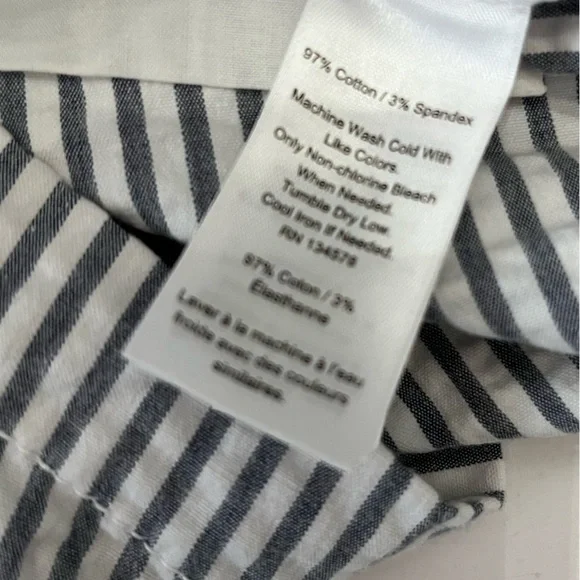 97% Cotton / 3% Spandex
Machine Wash Cold With
Like Colors.
Only Non-chlorine Bleach
When Needed.
Tumble Dry Low.
Cool Iron If Needed.
RN 134578
97% Coton / 3%
Elasthanne
Laver à la machine à l'eau
froide avec des couleurs
similaires.